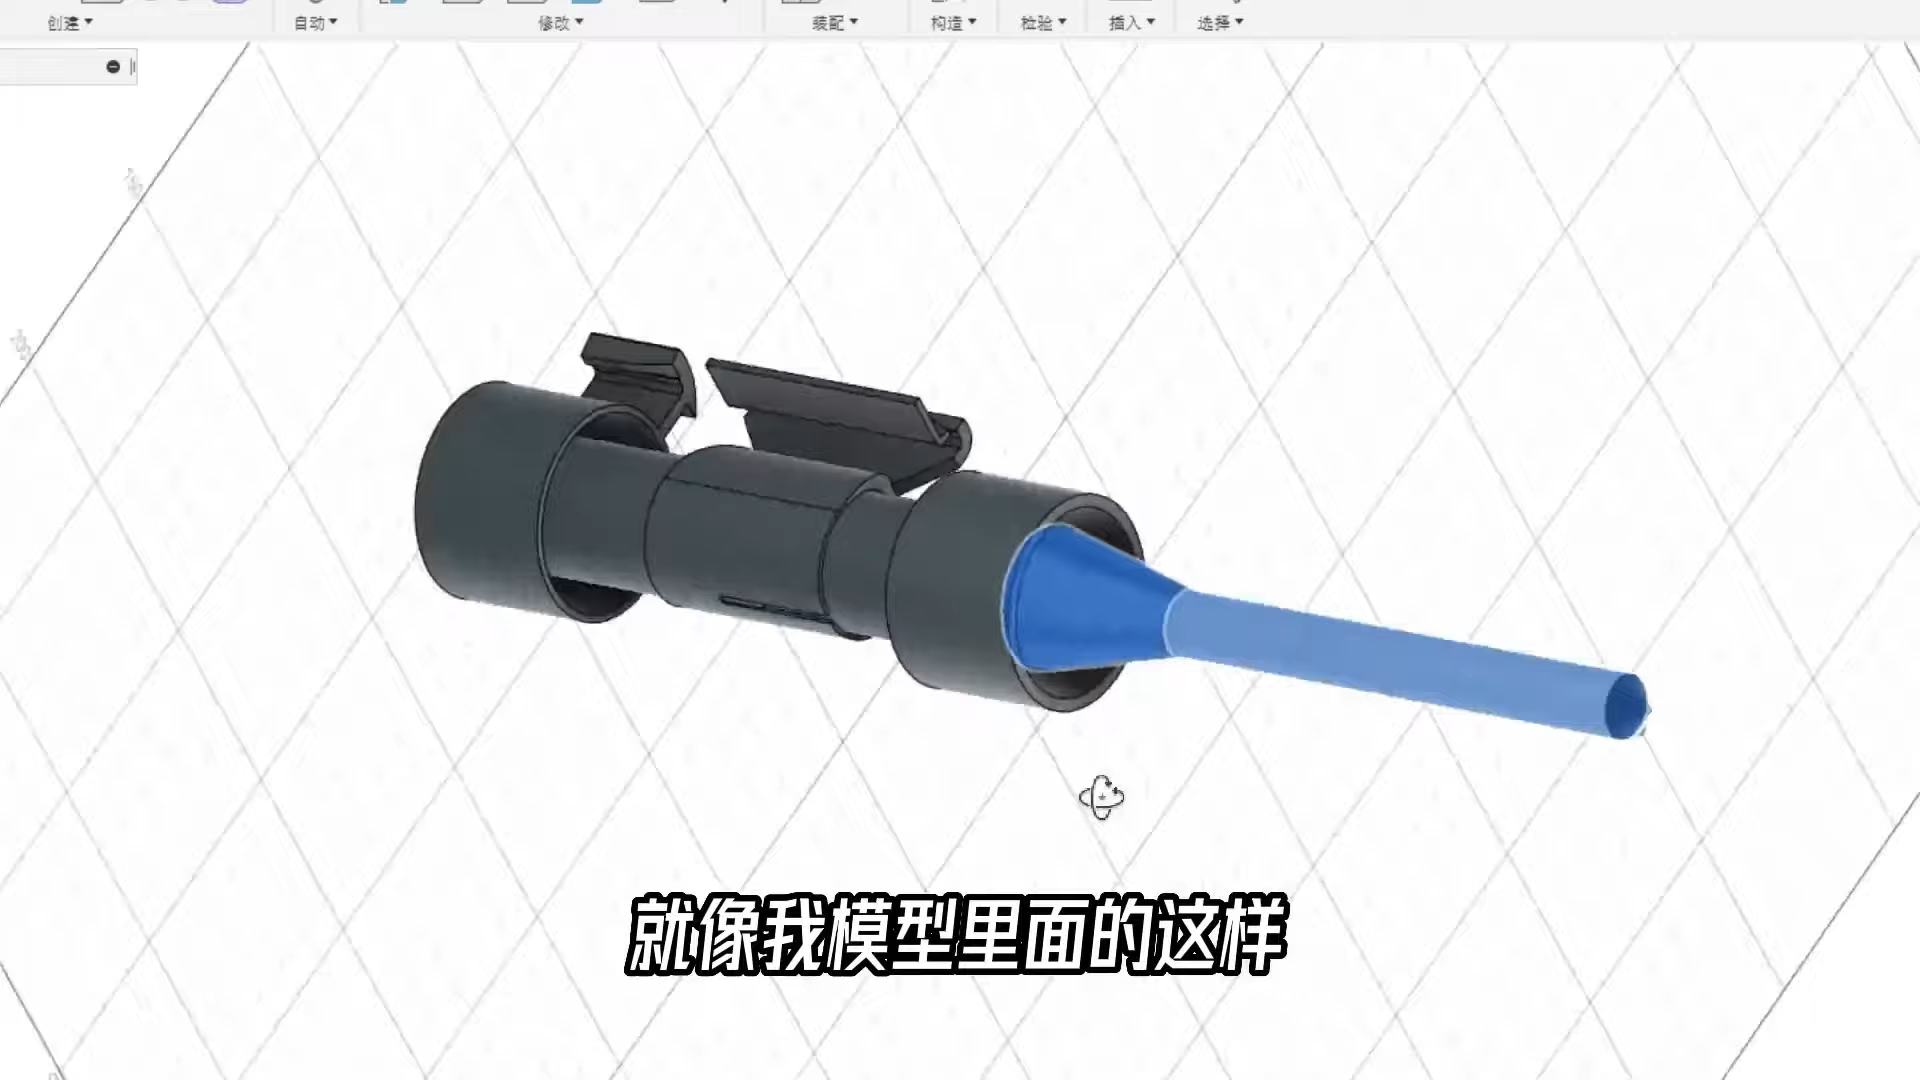 创建 自动 修改 装配 构造 检验 插入 选择
就像我模型里面的这样